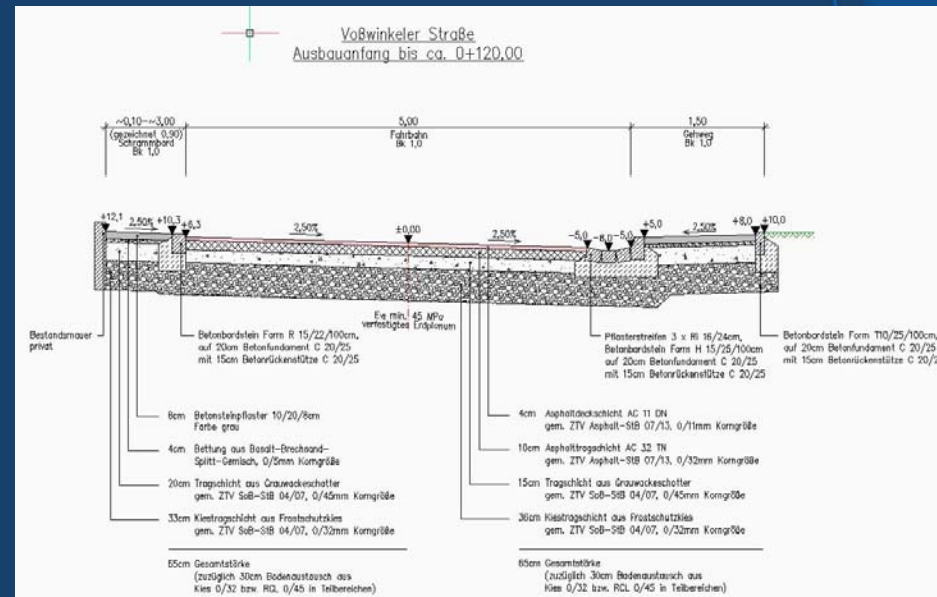 Voßwinkeler Straße
Ausbauanfang bis ca. 0+120,00
~0,10-~3,00
(gezeichnet 0,90)
Schrammbord
Bk 1,0
5,00
Fahrbahn
Bk 1,0
1,50
Gehweg
Bk 1,0
+12,1
2,50%
+10,3
+6,3
2,50%
±0,00
2,50%
-5,0
-8,0
-5,0
+5,0
2,50%
+8,0
+10,0
min. 45 MPa
verfestigtes Erdplanum
Bestandsmauer
privat
Betonbordstein Form R 15/22/100cm,
auf 20cm Betonfundament C 20/25
mit 15cm Betonrückenstütze C 20/25
Pflasterstreifen 3 x 16/24cm,
Betonbordstein Form H 15/25/100cm
auf 20cm Betonfundament C 20/25
mit 15cm Betonrückenstütze C 20/25
Betonbordstein Form T10/25/100cm,
auf 20cm Betonfundament C 20/25
mit 15cm Betonrückenstütze C
8cm Betonsteinpflaster 10/20/8cm
Farbe grau
4cm Bettung aus Basalt-Brechsand-
Splitt-Gemisch, 0/5mm Korngröße
20cm Tragschicht aus Grauwackeschotter
gem. ZTV SoB-StB 04/07, 0/45mm Korngröße
33cm Kiestragschicht aus Frostschutzkies
gem. ZTV SoB-StB 04/07, 0/32mm Korngröße
65cm Gesamtstärke
(zuzüglich 30cm Bodenaustausch aus
Kies 0/32 bzw. RCL 0/45 in Teilbereichen)
4cm Asphaltdeckschicht AC 11 DN
gem. ZTV Asphalt-StB 07/13, 0/11mm Korngröße
10cm Asphalttragschicht AC 32 TN
gem. ZTV Asphalt-StB 07/13, 0/32mm Korngröße
15cm Tragschicht aus Grauwackeschotter
gem. ZTV SoB-StB 04/07, 0/45mm Korngröße
36cm Kiestragschicht aus Frostschutzkies
gem. ZTV SoB-StB 04/07, 0/32mm Korngröße
65cm Gesamtstärke
(zuzüglich 30cm Bodenaustausch aus
Kies 0/32 bzw. RCL 0/45 in Teilbereichen)